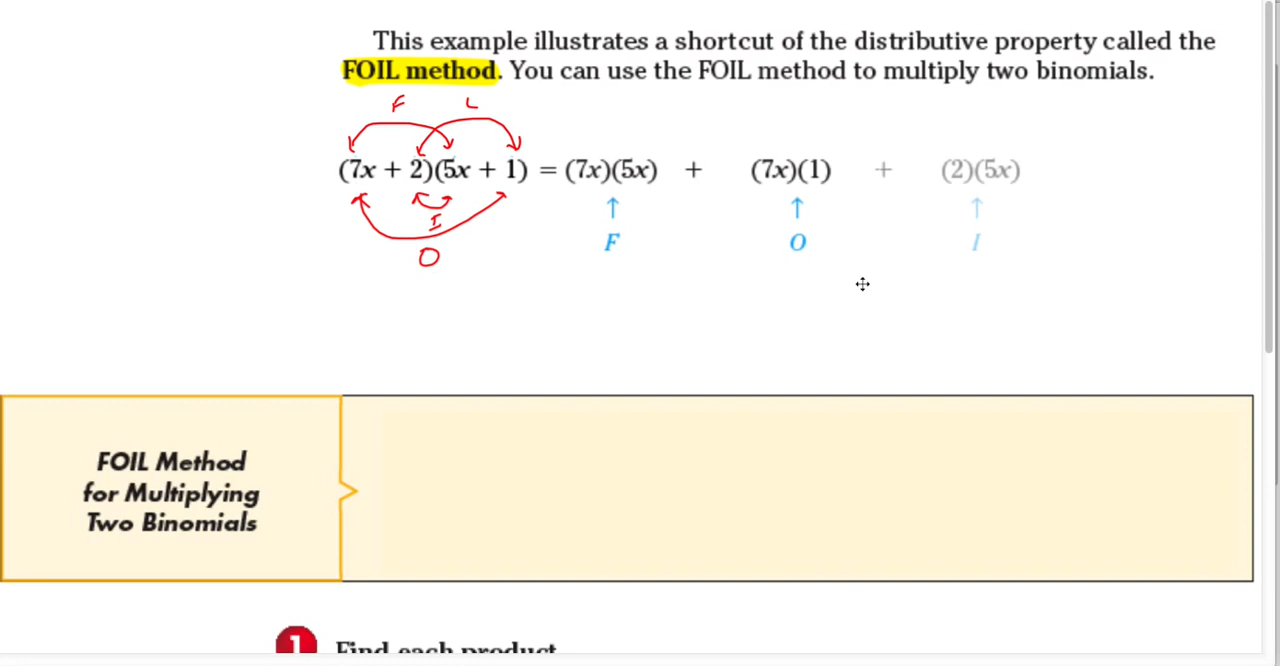 This example illustrates a shortcut of the distributive property called the
FOIL method. You can use the FOIL method to multiply two binomials.
F L
(7x + 2)(5x + 1) = (7x)(5x) + (7x)(1) + (2)(5x)
↑ ↑ ↑
I
F O I
O
FOIL Method
for Multiplying
Two Binomials
1 Find each product